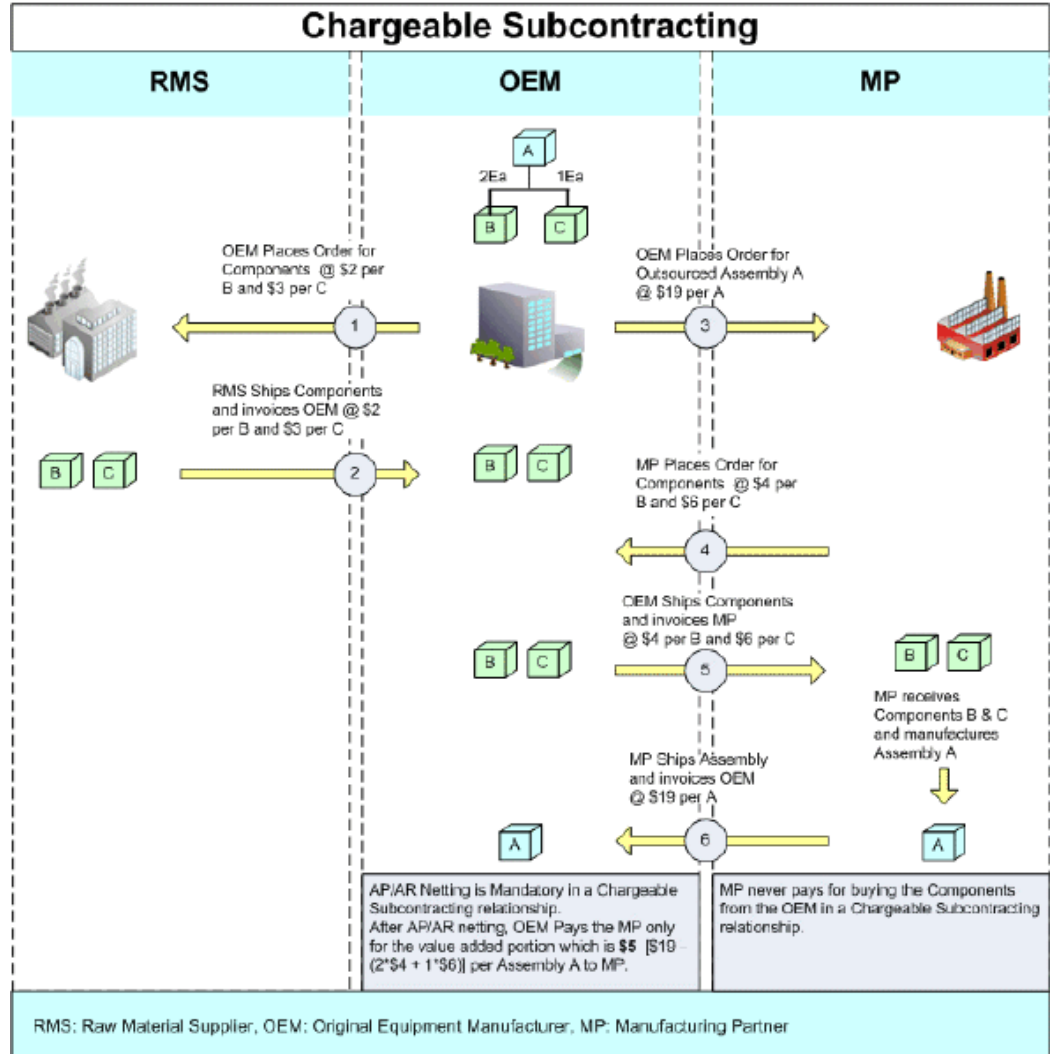 Chargeable Subcontracting
RMS
OEM
MP
A
2Ea
1Ea
B
C
OEM Places Order for
Components @ $2 per
B and $3 per C
OEM Places Order for
Outsourced Assembly A
@ $19 per A
1
3
RMS Ships Components
and invoices OEM @ $2
per B and $3 per C
B
C
2
B
C
MP Places Order for
Components @ $4 per
B and $6 per C
4
OEM Ships Components
and invoices MP
@ $4 per B and $6 per C
B
C
5
B
C
MP receives
Components B & C
and manufactures
Assembly A
MP Ships Assembly
and invoices OEM
@ $19 per A
A
6
A
AP/AR Netting is Mandatory in a Chargeable
Subcontracting relationship.
After AP/AR netting, OEM Pays the MP only
for the value added portion which is $5 [$19 –
(2*$4 + 1*$6)] per Assembly A to MP.
MP never pays for buying the Components
from the OEM in a Chargeable Subcontracting
relationship.
RMS: Raw Material Supplier, OEM: Original Equipment Manufacturer, MP: Manufacturing Partner